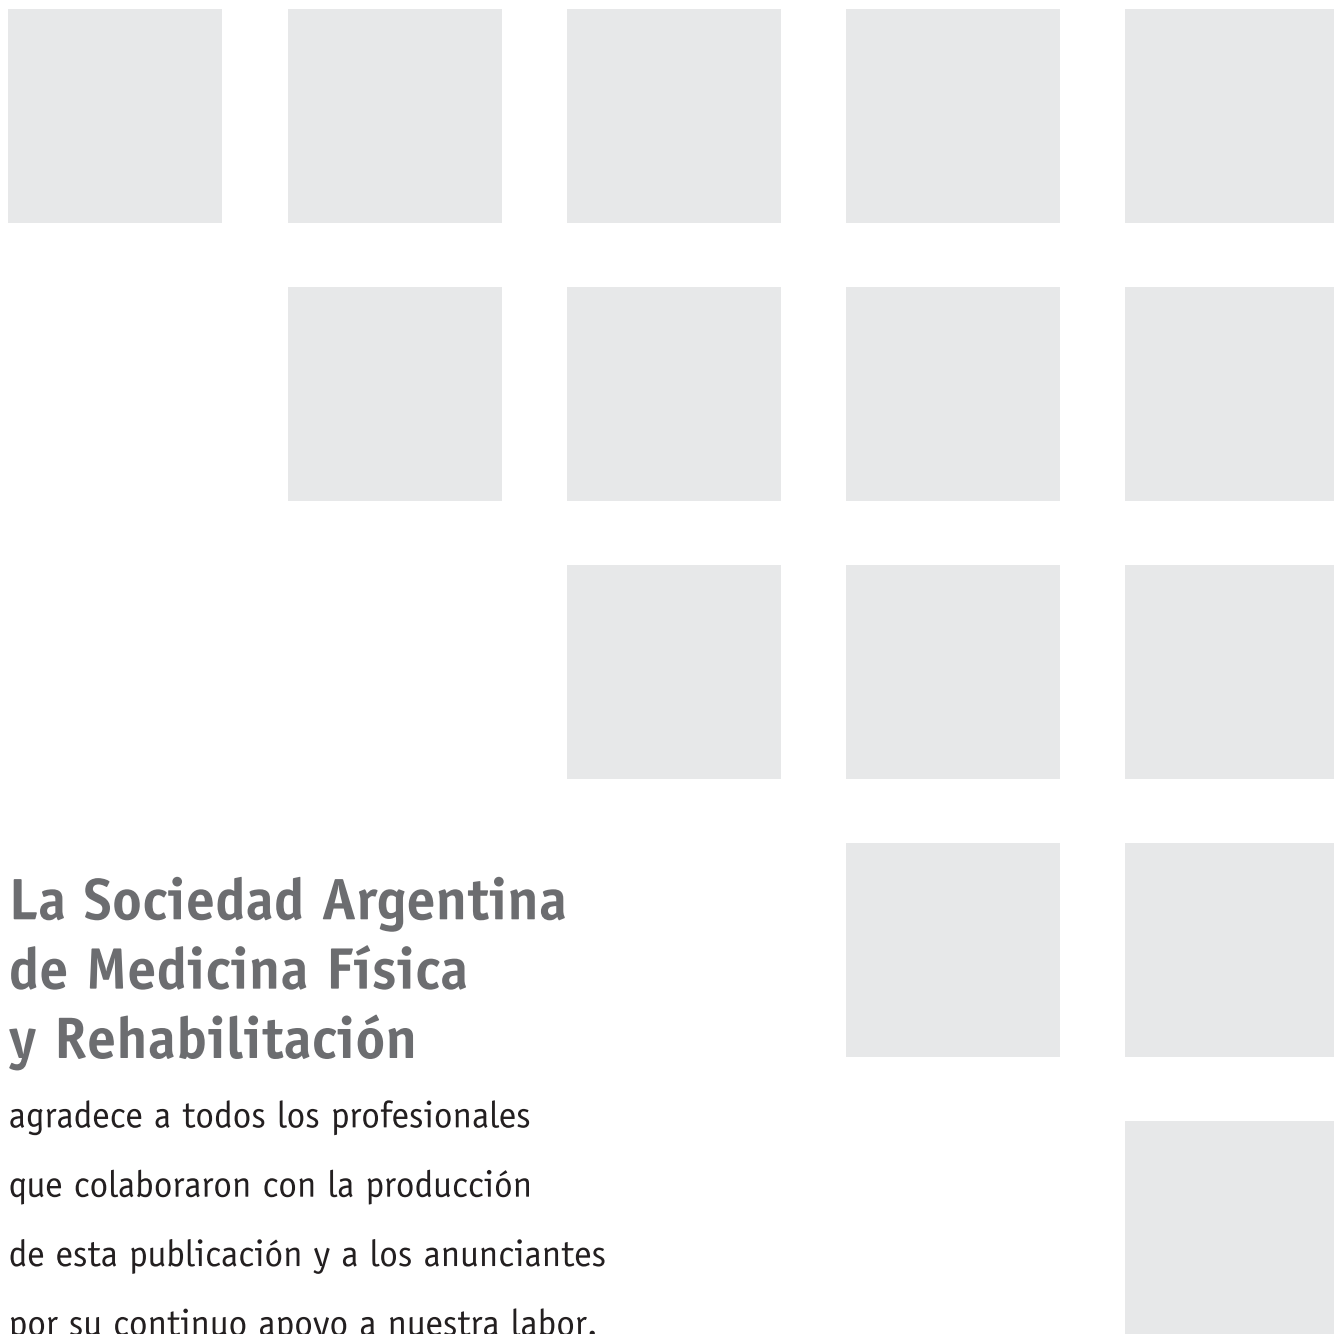 La Sociedad Argentina
de Medicina Física
y Rehabilitación
agradece a todos los profesionales
que colaboraron con la producción
de esta publicación y a los anunciantes
por su continuo apoyo a nuestra labor.